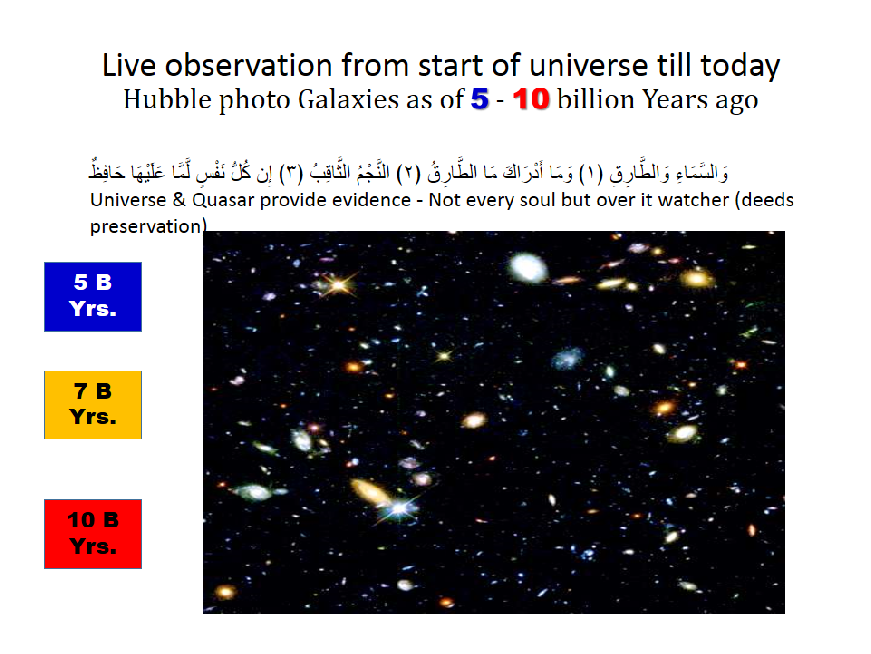 Live observation from start of universe till today
Hubble photo Galaxies as of 5 - 10 billion Years ago
وَالسَّمَاءِ وَالطَّارِقِ (١) وَمَا أَدْرَاكَ مَا الطَّارِقُ (٢) النَّجْمُ الثَّاقِبُ (٣) إِن كُلُّ نَفْسٍ لَّمَّا عَلَيْهَا حَافِظٌ
Universe & Quasar provide evidence - Not every soul but over it watcher (deeds
preservation)
5 B
Yrs.
7 B
Yrs.
10 B
Yrs.